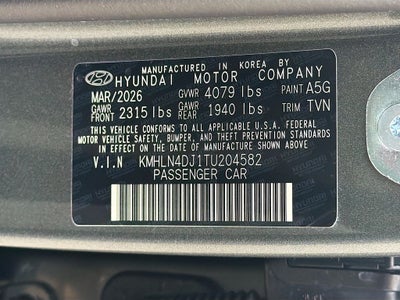 MANUFACTURED IN KOREA BY
HYUNDAI MOTOR COMPANY
MAR/2026 GVWR 4079 lbs PAINT A5G
GAWR FRONT 2315 lbs GAWR REAR 1940 lbs TRIM TVN
THIS VEHICLE CONFORMS TO ALL APPLICABLE U.S.A. FEDERAL
MOTOR VEHICLE SAFETY, BUMPER, AND THEFT PREVENTION
STANDARDS IN EFFECT ON THE DATE OF MANUFACTURE SHOWN ABOVE.
V.I.N KMHLN4DJ1TU204582
PASSENGER CAR